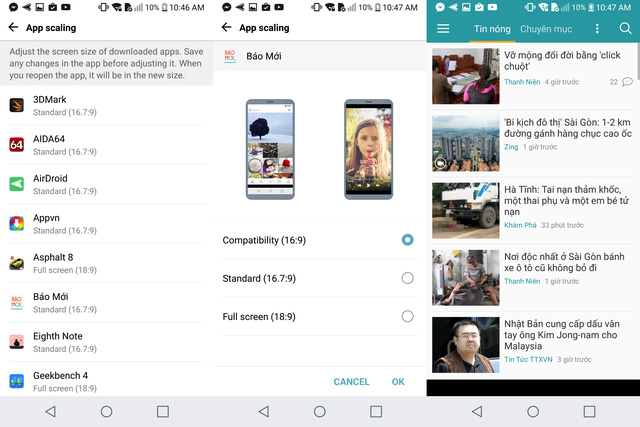 10% 10:46 AM
App scaling
Adjust the screen size of downloaded apps. Save
any changes in the app before adjusting it. When
you reopen the app, it will be in the new size.
3DMark
Standard (16.7:9)
64
AIDA64
Standard (16.7:9)
AirDroid
Standard (16.7:9)
Appvn
Standard (16.7:9)
Asphalt 8
Full screen (18:9)
BÁO
MỚI
Báo Mới
Standard (16.7:9)
Eighth Note
Standard (16.7:9)
Geekbench 4
Full screen (18:9)
10% 10:47 AM
App scaling
BÁO
MỚI
Báo Mới
Compatibility (16:9)
Standard (16.7:9)
Full screen (18:9)
CANCEL
OK
10% 10:47 AM
Tin nóng
Chuyên mục
Vỡ mộng đổi đời bằng 'click
chuột'
Thanh Niên 4 giờ trước
22
'Bi kịch đô thị' Sài Gòn: 1-2 km
đường gánh hàng chục cao ốc
Zing 1 giờ trước
Hà Tĩnh: Tai nạn thảm khốc,
một thai phụ và một em bé tử
nạn
Khám Phá 33 phút trước
Nơi độc nhất ở Sài Gòn bánh
xe ô tô cũ không bỏ đi
Thanh Niên 1 giờ trước
Nhật Bản cung cấp dấu vân
tay ông Kim Jong-nam cho
Malaysia
Tin Tức TTXVN 3 giờ trước